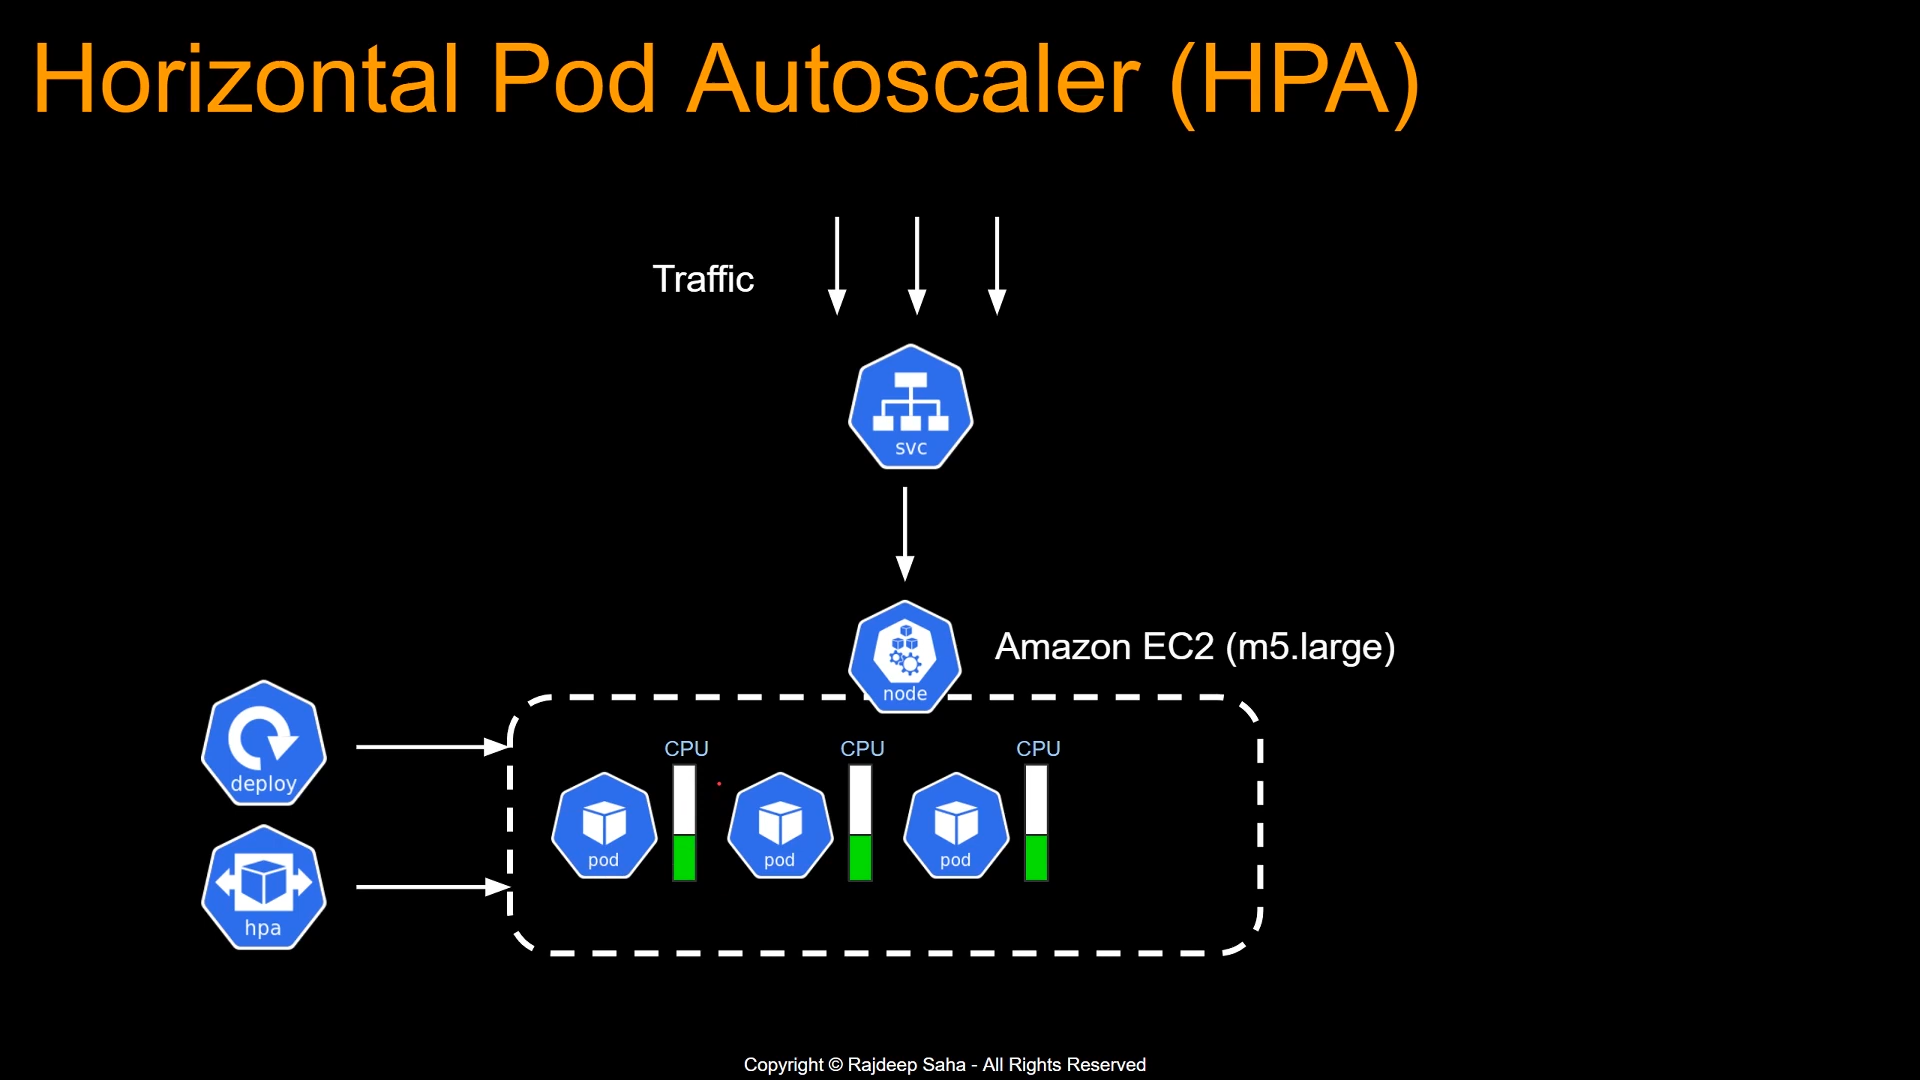 Horizontal Pod Autoscaler (HPA)
Traffic
svc
node
Amazon EC2 (m5.large)
deploy
hpa
CPU
CPU
CPU
pod
pod
pod
Copyright © Rajdeep Saha - All Rights Reserved